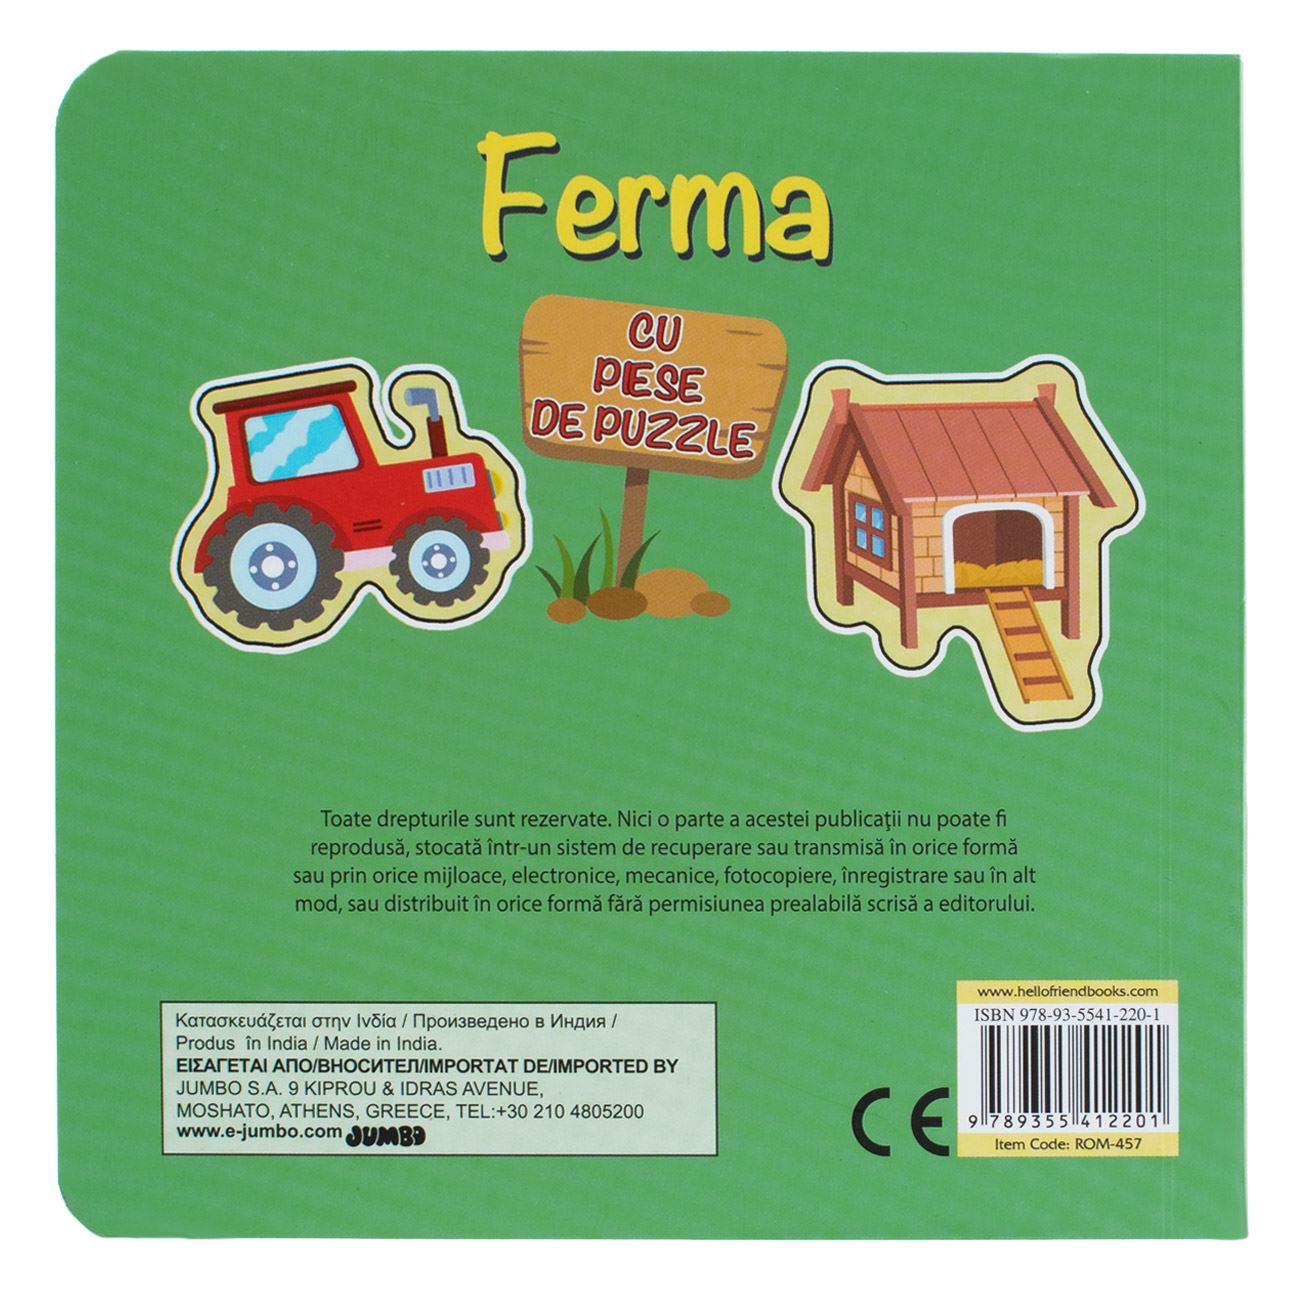 Ferma
CU
PIESE
DE PUZZLE
Toate drepturile sunt rezervate. Nici o parte a acestei publicaţii nu poate fi
reprodusă, stocată într-un sistem de recuperare sau transmisă în orice formă
sau prin orice mijloace, electronice, mecanice, fotocopiere, înregistrare sau în alt
mod, sau distribuit în orice formă fără permisiunea prealabilă scrisă a editorului.
Κατασκευάζεται στην Ινδία / Произведено в Индия /
Produs în India / Made in India.
ΕΙΣΑΓΕΤΑΙ ΑΠΟ/ВНОСИТЕЛ/IMPORTAT DE/IMPORTED BY
JUMBO S.A. 9 KIPROU & IDRAS AVENUE,
MOSHATO, ATHENS, GREECE, TEL:+30 210 4805200
www.e-jumbo.com JUMBO
CE
www.hellofriendbooks.com
ISBN 978-93-5541-220-1
9 789355 412201
Item Code: ROM-457